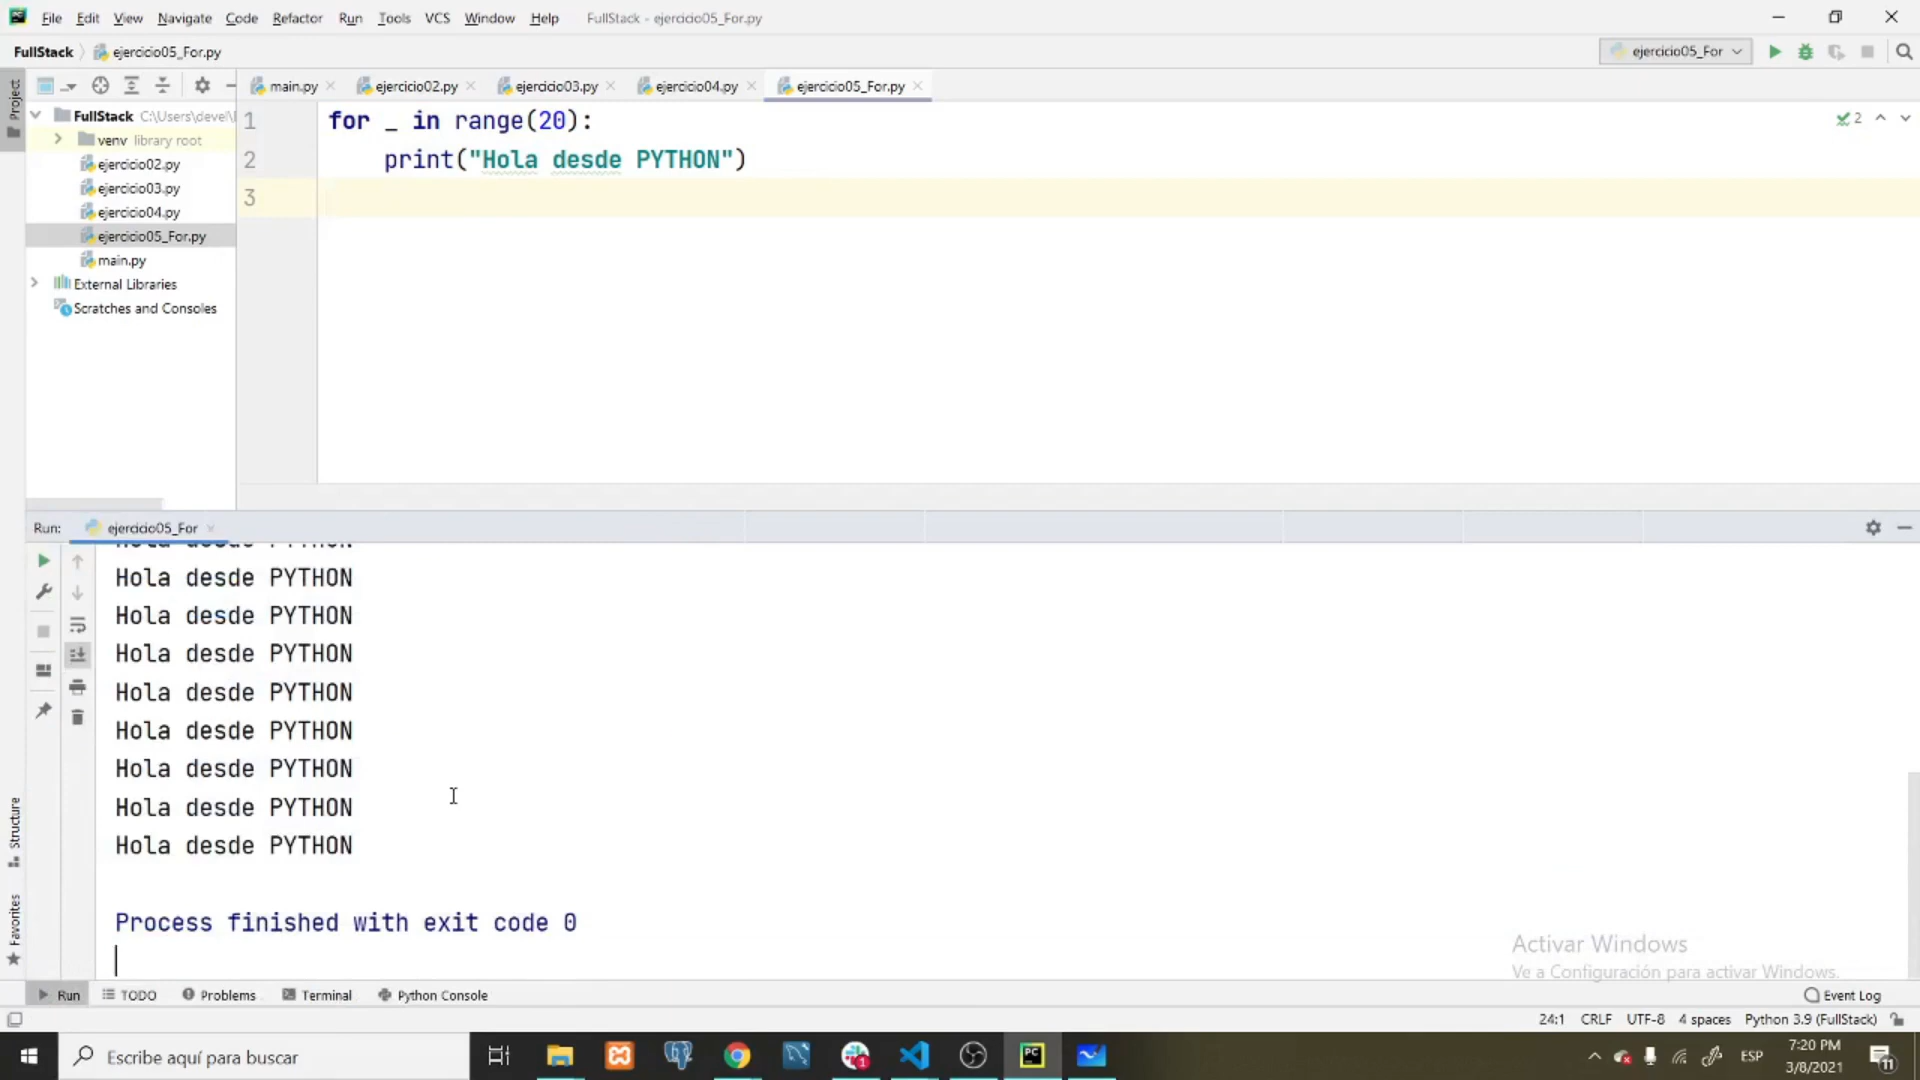 File Edit View Navigate Code Refactor Run Tools VCS Window Help FullStack - ejercicio05_For.py
FullStack ejercicio05_For.py ejercicio05_For
Project
main.py ejercicio02.py ejercicio03.py ejercicio04.py ejercicio05_For.py
FullStack C:\Users\devel\
venv library root
ejercicio02.py
ejercicio03.py
ejercicio04.py
ejercicio05_For.py
main.py
External Libraries
Scratches and Consoles
1 for _ in range(20): 2
2 print("Hola desde PYTHON")
3
Run: ejercicio05_For
Hola desde PYTHON
Hola desde PYTHON
Hola desde PYTHON
Hola desde PYTHON
Hola desde PYTHON
Hola desde PYTHON
Hola desde PYTHON
Hola desde PYTHON
Hola desde PYTHON
Process finished with exit code 0
Structure
Favorites
Activar Windows
Ve a Configuración para activar Windows.
Run TODO Problems Terminal Python Console Event Log
24:1 CRLF UTF-8 4 spaces Python 3.9 (FullStack)
Escribe aquí para buscar
PC
1
ESP
7:20 PM
3/8/2021
11